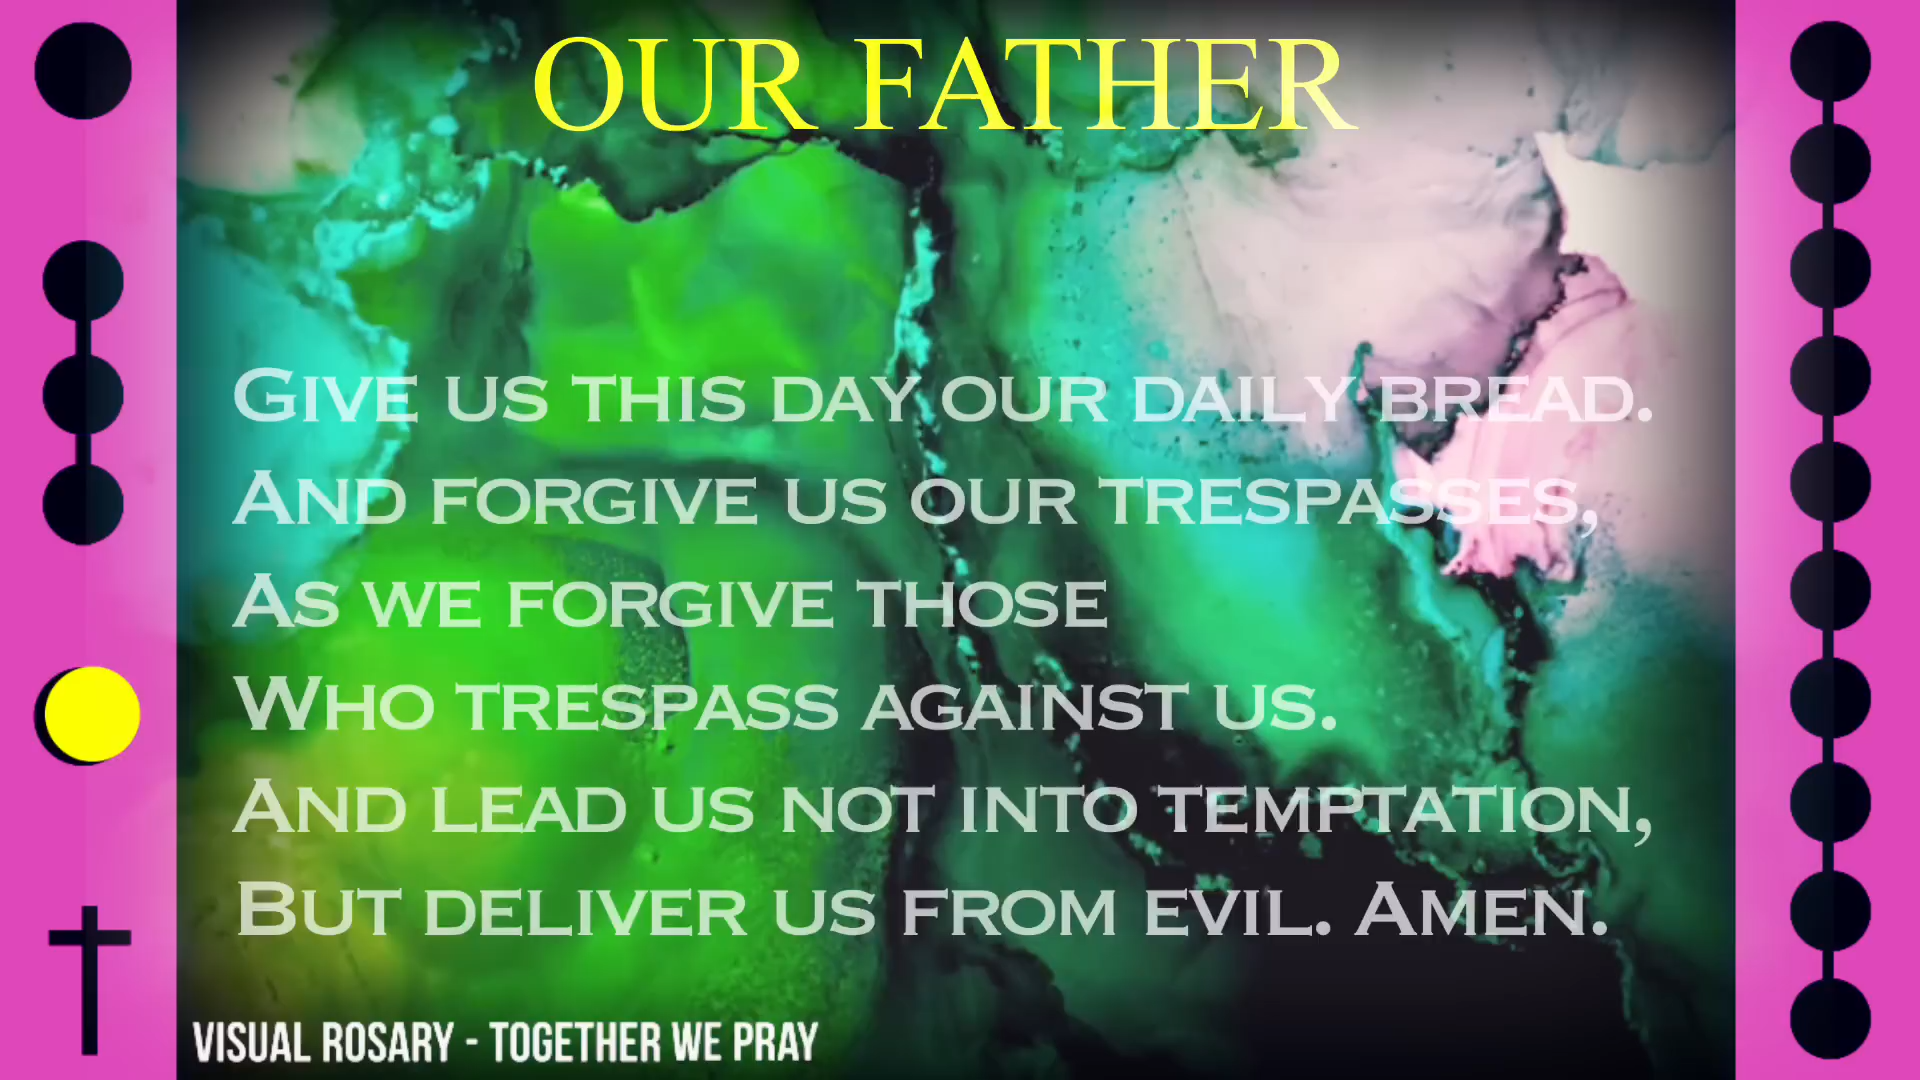 OUR FATHER
Give us this day our daily bread.
And forgive us our trespasses,
As we forgive those
Who trespass against us.
And lead us not into temptation,
But deliver us from evil. Amen.
VISUAL ROSARY - TOGETHER WE PRAY